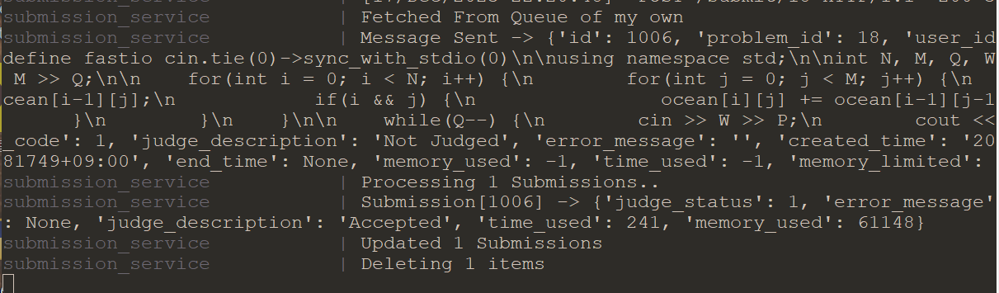 submission_service | Fetched From Queue of my own
submission_service | Message Sent -> {'id': 1006, 'problem_id': 18, 'user_id
define fastio cin.tie(0)->sync_with_stdio(0)\n\nusing namespace std;\n\nint N, M, Q, W
M >> Q;\n\n for(int i = 0; i < N; i++) {\n for(int j = 0; j < M; j++) {\n
cean[i-1][j];\n if(i && j) {\n ocean[i][j] += ocean[i-1][j-1
}\n }\n }\n\n while(Q--) {\n cin >> W >> P;\n cout <<
_code': 1, 'judge_description': 'Not Judged', 'error_message': '', 'created_time': '20
81749+09:00', 'end_time': None, 'memory_used': -1, 'time_used': -1, 'memory_limited':
submission_service | Processing 1 Submissions..
submission_service | Submission[1006] -> {'judge_status': 1, 'error_message'
: None, 'judge_description': 'Accepted', 'time_used': 241, 'memory_used': 61148}
submission_service | Updated 1 Submissions
submission_service | Deleting 1 items